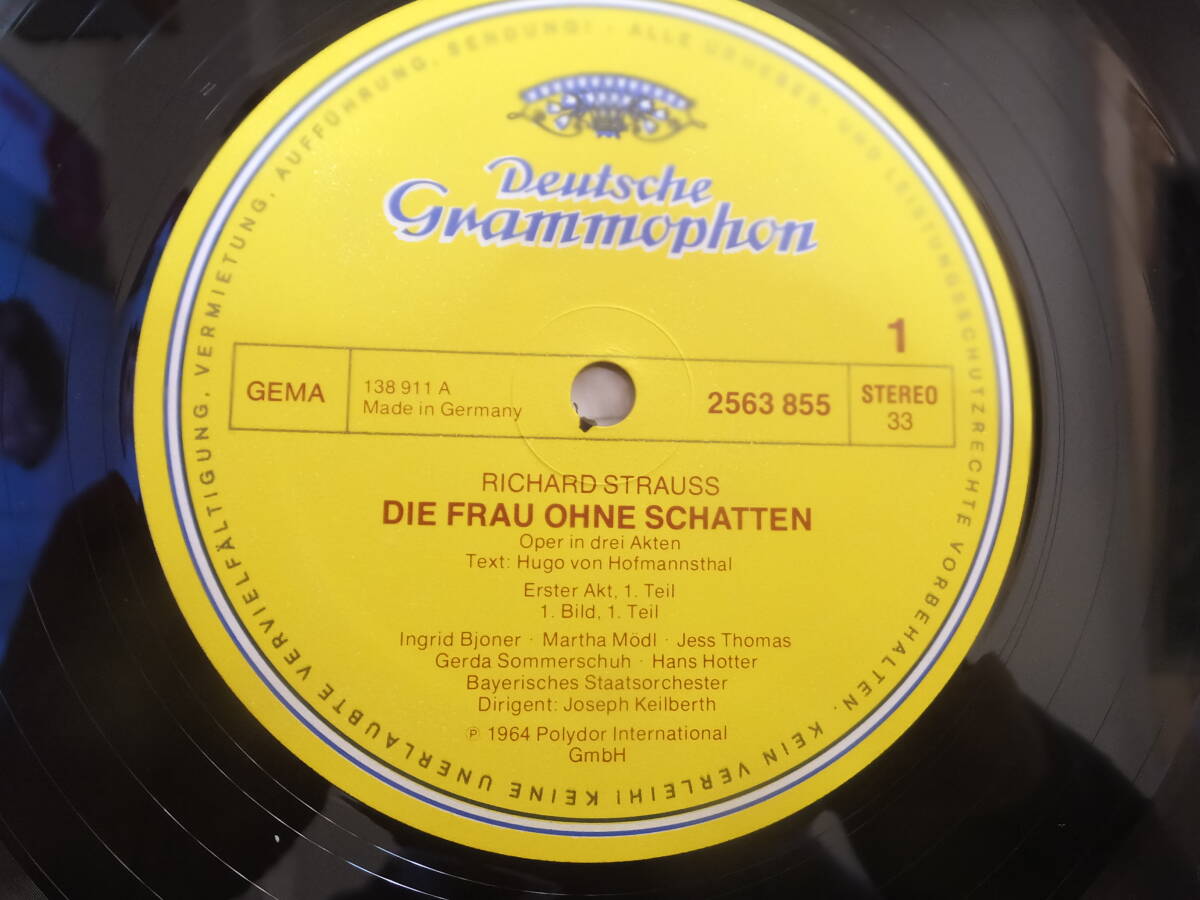 Deutsche
Grammophon
1
GEMA
138 911 A
Made in Germany
2563 855
STEREO
33
RICHARD STRAUSS
DIE FRAU OHNE SCHATTEN
Oper in drei Akten
Text: Hugo von Hofmannsthal
Erster Akt, 1. Teil
1. Bild, 1. Teil
Ingrid Bjoner · Martha Mödl · Jess Thomas
Gerda Sommerschuh · Hans Hotter
Bayerisches Staatsorchester
Dirigent: Joseph Keilberth
℗ 1964 Polydor International
GmbH
ALLE URHEBER- UND LEISTUNGSSCHUTZRECHTE VORBEHALTEN. KEIN VERLEIH! KEINE UNERLAUBTE VERVIELFÄLTIGUNG, VERMIETUNG, AUFFÜHRUNG, SENDUNG!